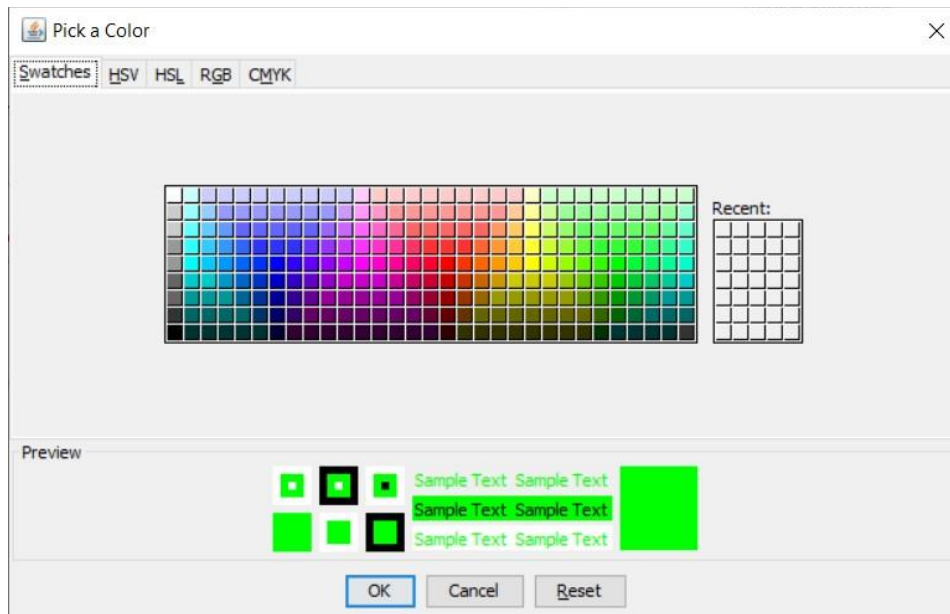 Pick a Color
Swatches HSV HSL RGB CMYK
Recent:
Preview
Sample Text Sample Text
Sample Text Sample Text
Sample Text Sample Text
OK Cancel Reset